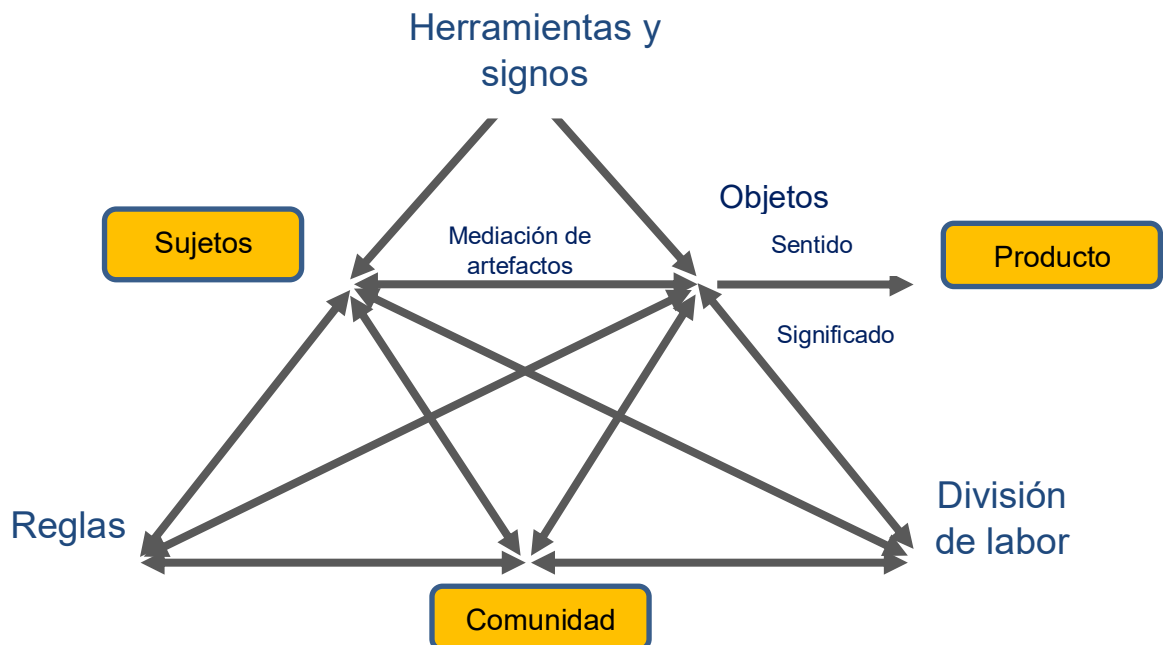 Herramientas y
signos
Objetos
Sujetos
Mediación de
artefactos
Sentido
Producto
Significado
Reglas
División
de labor
Comunidad